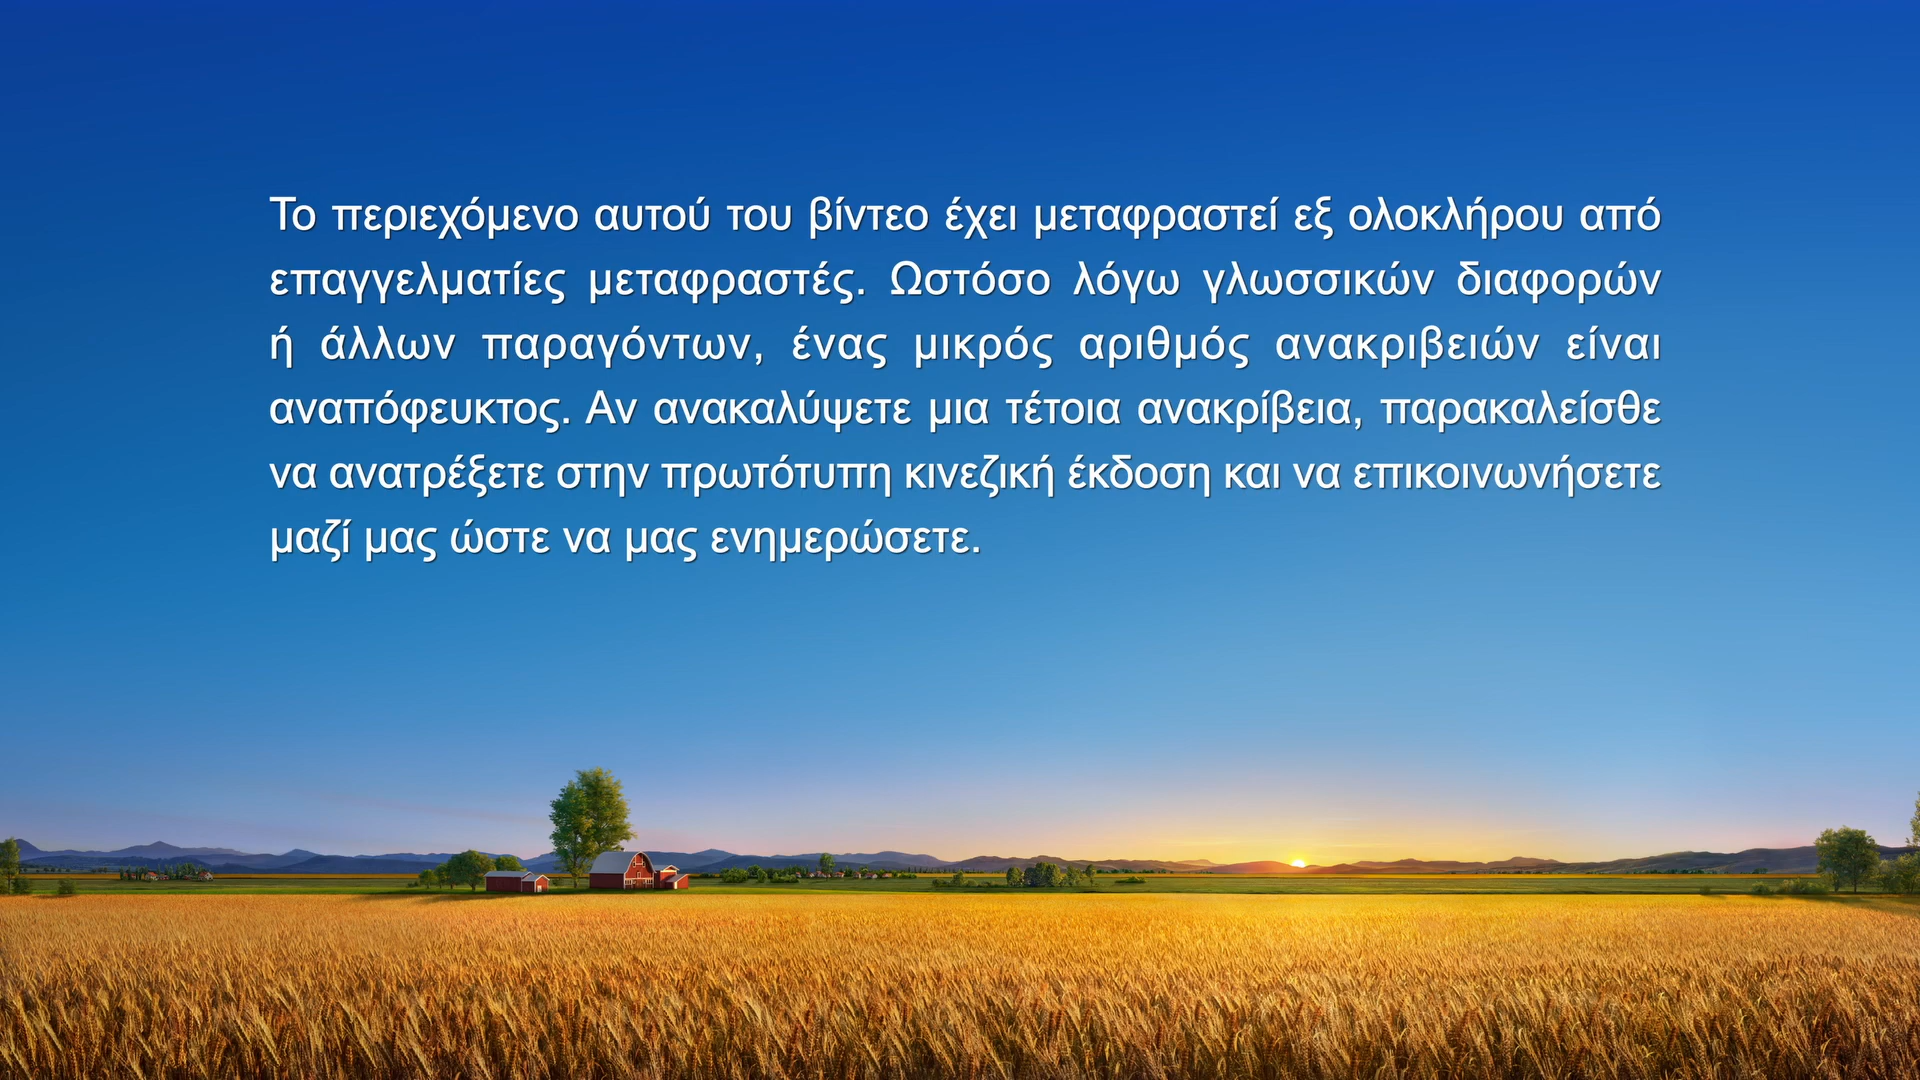 Το περιεχόμενο αυτού του βίντεο έχει μεταφραστεί εξ ολοκλήρου από
επαγγελματίες μεταφραστές. Ωστόσο λόγω γλωσσικών διαφορών
ή άλλων παραγόντων, ένας μικρός αριθμός ανακριβειών είναι
αναπόφευκτος. Αν ανακαλύψετε μια τέτοια ανακρίβεια, παρακαλείσθε
να ανατρέξετε στην πρωτότυπη κινεζική έκδοση και να επικοινωνήσετε
μαζί μας ώστε να μας ενημερώσετε.